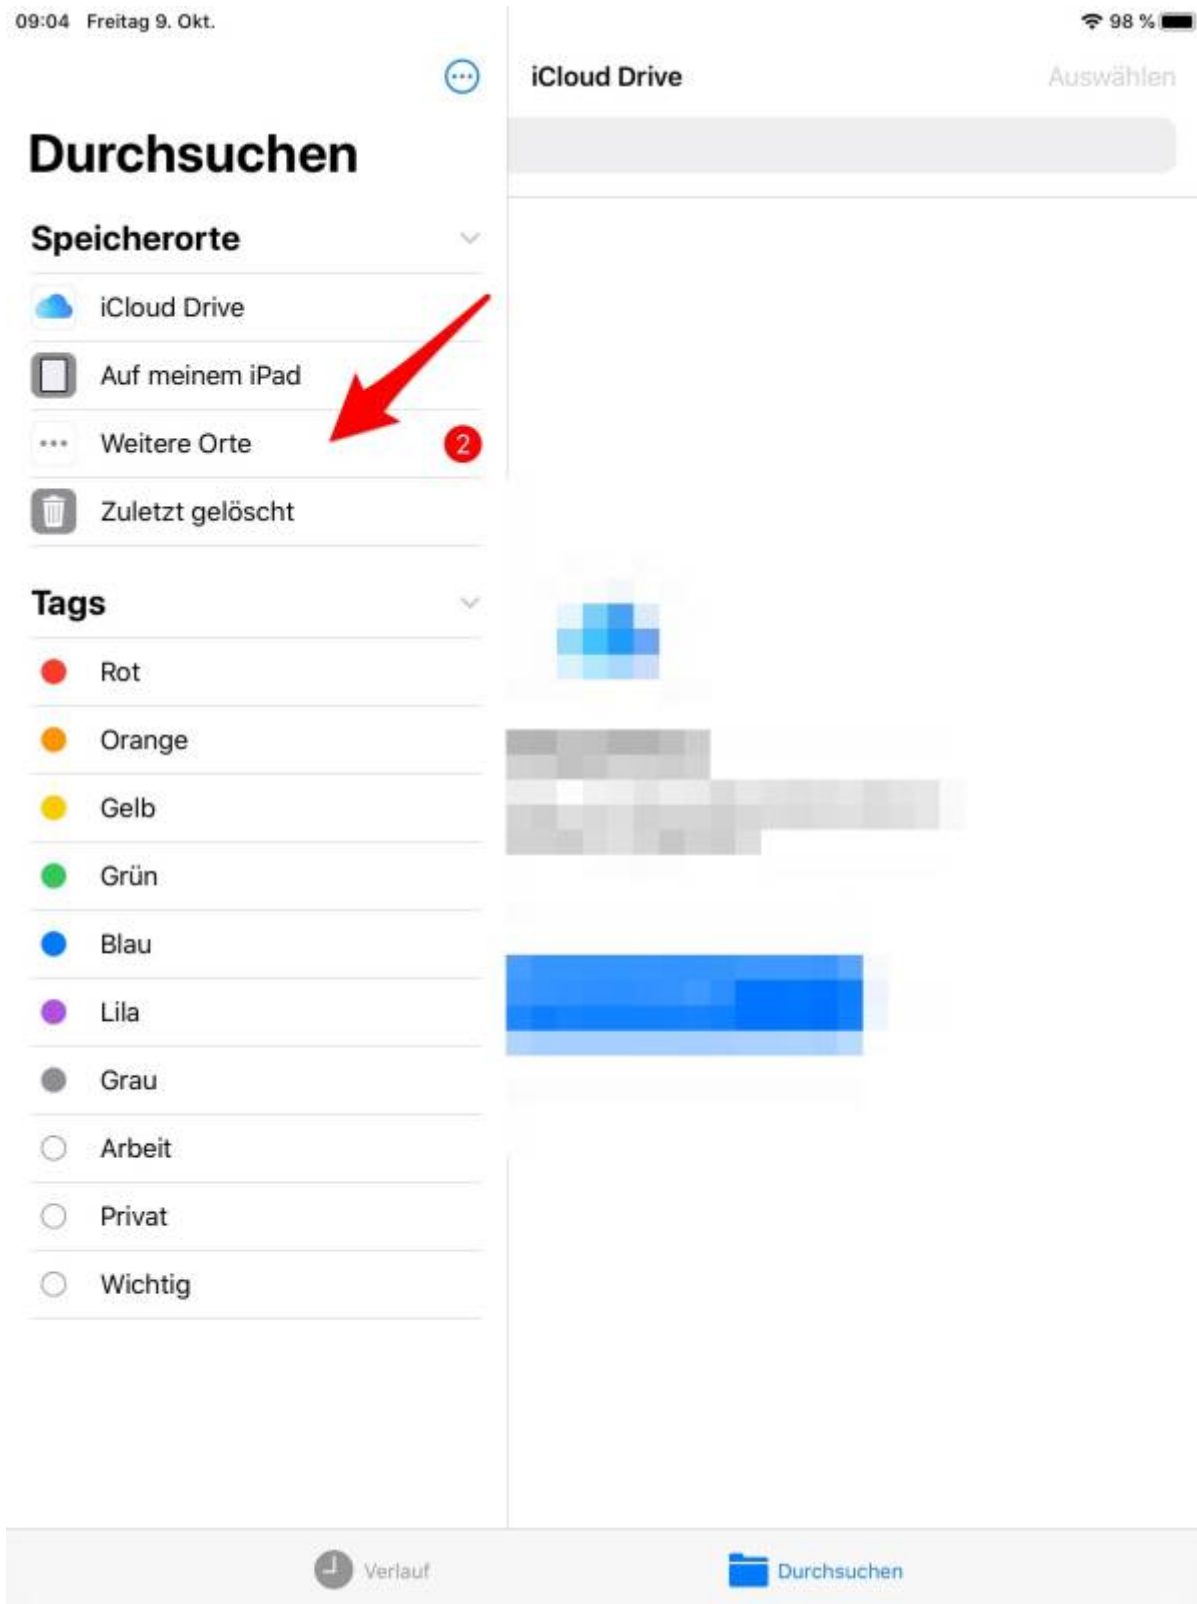 09:04 Freitag 9. Okt.
98 %
iCloud Drive
Auswählen
Durchsuchen
Speicherorte
iCloud Drive
Auf meinem iPad
Weitere Orte
2
Zuletzt gelöscht
Tags
Rot
Orange
Gelb
Grün
Blau
Lila
Grau
Arbeit
Privat
Wichtig
Verlauf
Durchsuchen